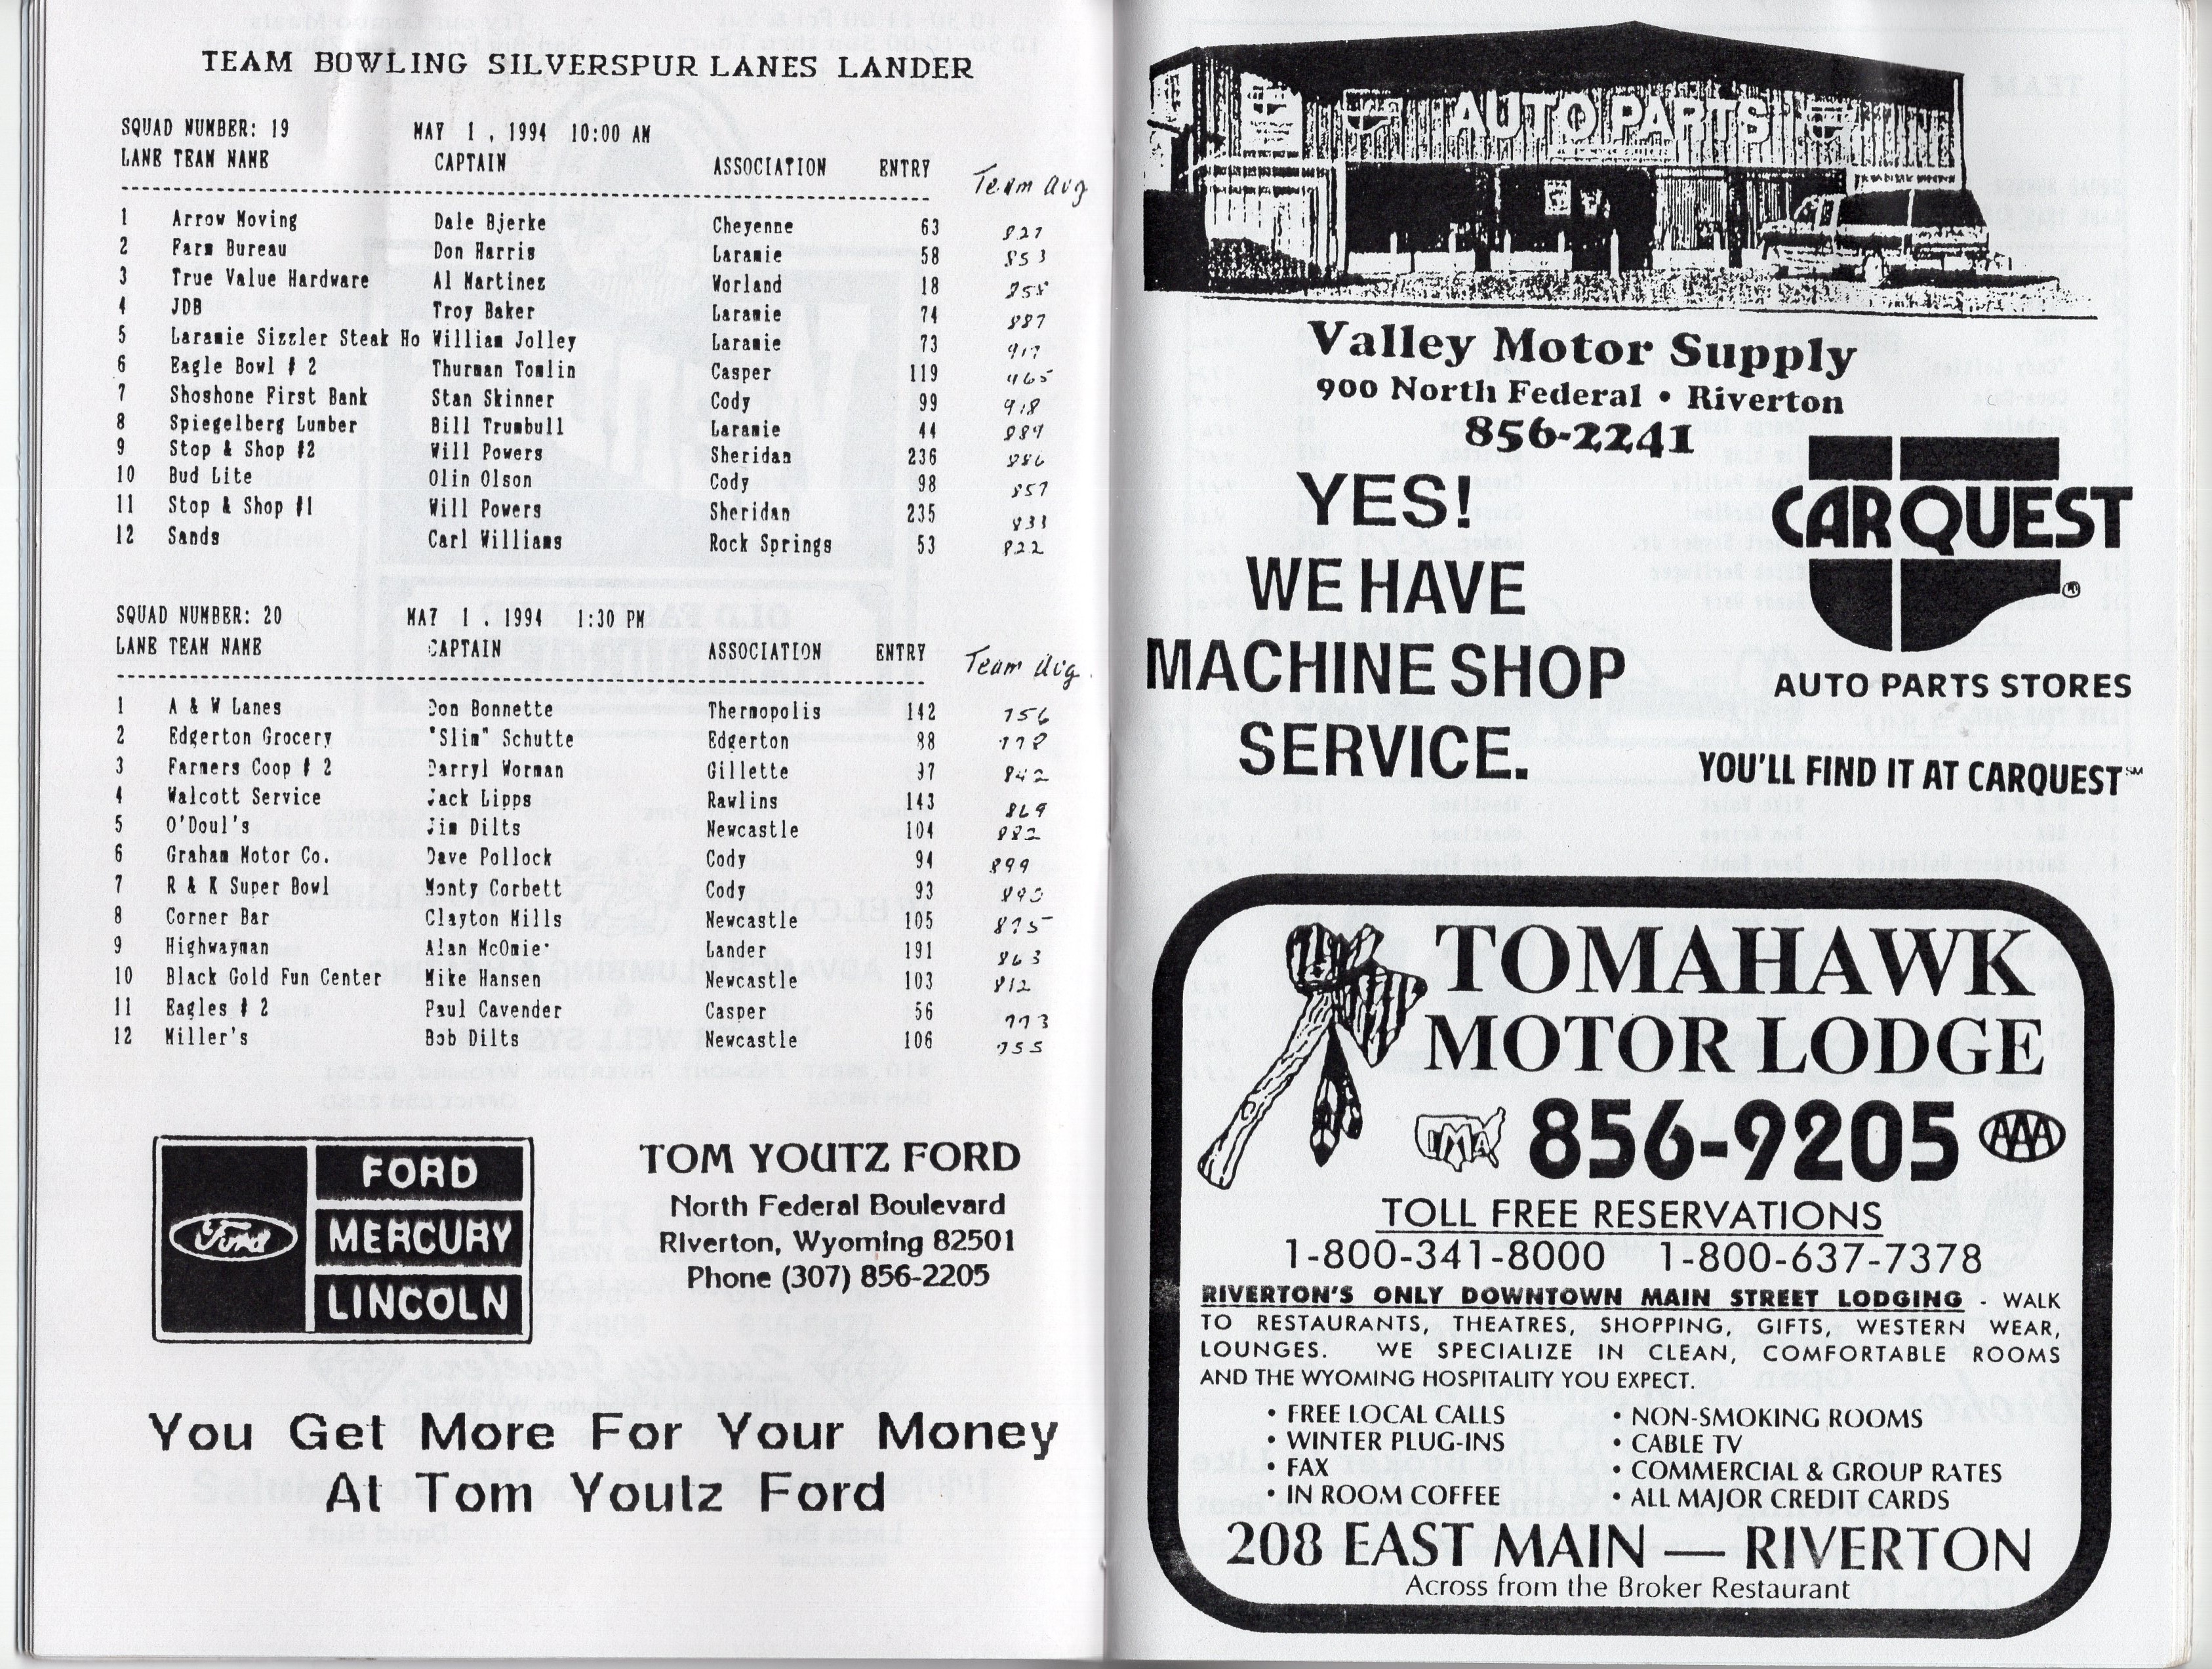 TEAM BOWLING SILVERSPUR LANES LANDER
SQUAD NUMBER: 19 MAY 1 , 1994 10:00 AM
LANE TEAM NAME CAPTAIN ASSOCIATION ENTRY Team Avg
1 Arrow Moving Dale Bjerke Cheyenne 63
2 Farm Bureau Don Harris Laramie 58 853
3 True Value Hardware Al Martinez Worland 18 858
4 JDB Troy Baker Laramie 74 887
5 Laramie Sizzler Steak Ho William Jolley Laramie 73 917
6 Eagle Bowl # 2 Thurman Tomlin Casper 119 965
7 Shoshone First Bank Stan Skinner Cody 99 918
8 Spiegelberg Lumber Bill Trumbull Laramie 44 889
9 Stop & Shop #2 Will Powers Sheridan 236 886
10 Bud Lite Olin Olson Cody 98 857
11 Stop & Shop #1 Will Powers Sheridan 235 833
12 Sands Carl Williams Rock Springs 53 822
SQUAD NUMBER: 20 MAY 1 , 1994 1:30 PM
LANE TEAM NAME CAPTAIN ASSOCIATION ENTRY Team Avg.
1 A & W Lanes Don Bonnette Thermopolis 142 756
2 Edgerton Grocery "Slim" Schutte Edgerton 88 778
3 Farmers Coop # 2 Darryl Worman Gillette 97 842
4 Walcott Service Jack Lipps Rawlins 143 869
5 O'Doul's Jim Dilts Newcastle 104 882
6 Graham Motor Co. Dave Pollock Cody 94 899
7 R & K Super Bowl Monty Corbett Cody 93 890
8 Corner Bar Clayton Mills Newcastle 105 875
9 Highwayman Alan McOmie Lander 191 863
10 Black Gold Fun Center Mike Hansen Newcastle 103 812
11 Eagles # 2 Paul Cavender Casper 56 773
12 Miller's Bob Dilts Newcastle 106 755
Ford
FORD
MERCURY
LINCOLN
TOM YOUTZ FORD
North Federal Boulevard
Riverton, Wyoming 82501
Phone (307) 856-2205
You Get More For Your Money
At Tom Youtz Ford
AUTO PARTS
Valley Motor Supply
900 North Federal • Riverton
856-2241
YES!
WE HAVE
MACHINE SHOP
SERVICE.
CARQUEST®
AUTO PARTS STORES
YOU'LL FIND IT AT CARQUEST℠
TOMAHAWK
MOTOR LODGE
IMA 856-9205 AAA
TOLL FREE RESERVATIONS
1-800-341-8000 1-800-637-7378
RIVERTON'S ONLY DOWNTOWN MAIN STREET LODGING - WALK
TO RESTAURANTS, THEATRES, SHOPPING, GIFTS, WESTERN WEAR,
LOUNGES. WE SPECIALIZE IN CLEAN, COMFORTABLE ROOMS
AND THE WYOMING HOSPITALITY YOU EXPECT.
• FREE LOCAL CALLS • NON-SMOKING ROOMS
• WINTER PLUG-INS • CABLE TV
• FAX • COMMERCIAL & GROUP RATES
• IN ROOM COFFEE • ALL MAJOR CREDIT CARDS
208 EAST MAIN — RIVERTON
Across from the Broker Restaurant